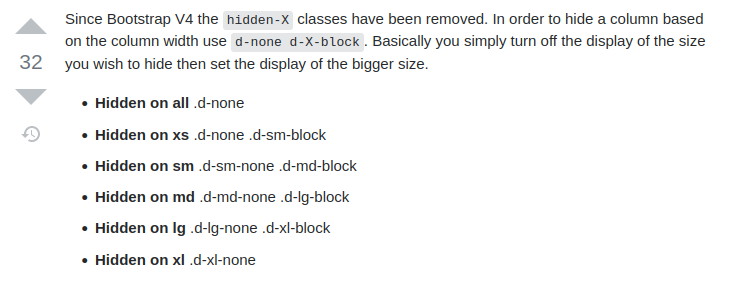 Since Bootstrap V4 the hidden-X classes have been removed. In order to hide a column based
on the column width use d-none d-X-block. Basically you simply turn off the display of the size
you wish to hide then set the display of the bigger size.
32
• Hidden on all .d-none
• Hidden on xs .d-none .d-sm-block
• Hidden on sm .d-sm-none .d-md-block
• Hidden on md .d-md-none .d-lg-block
• Hidden on lg .d-lg-none .d-xl-block
• Hidden on xl .d-xl-none